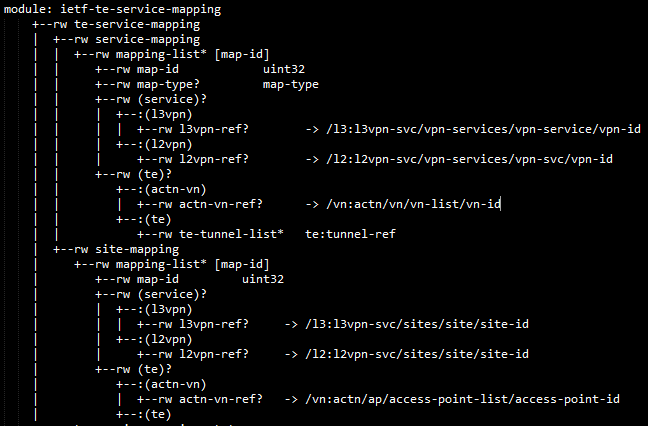 module: ietf-te-service-mapping
   +--rw te-service-mapping
   |  +--rw service-mapping
   |  |  +--rw mapping-list* [map-id]
   |  |     +--rw map-id            uint32
   |  |     +--rw map-type?         map-type
   |  |     +--rw (service)?
   |  |     |  +--:(l3vpn)
   |  |     |  |  +--rw l3vpn-ref?        -> /l3:l3vpn-svc/vpn-services/vpn-service/vpn-id
   |  |     |  +--:(l2vpn)
   |  |     |     +--rw l2vpn-ref?        -> /l2:l2vpn-svc/vpn-services/vpn-svc/vpn-id
   |  |     +--rw (te)?
   |  |        +--:(actn-vn)
   |  |        |  +--rw actn-vn-ref?      -> /vn:actn/vn/vn-list/vn-id
   |  |        +--:(te)
   |  |           +--rw te-tunnel-list*   te:tunnel-ref
   |  +--rw site-mapping
   |     +--rw mapping-list* [map-id]
   |        +--rw map-id         uint32
   |        +--rw (service)?
   |        |  +--:(l3vpn)
   |        |  |  +--rw l3vpn-ref?     -> /l3:l3vpn-svc/sites/site/site-id
   |        |  +--:(l2vpn)
   |        |     +--rw l2vpn-ref?     -> /l2:l2vpn-svc/sites/site/site-id
   |        +--rw (te)?
   |           +--:(actn-vn)
   |           |  +--rw actn-vn-ref?   -> /vn:actn/ap/access-point-list/access-point-id
   |           +--:(te)